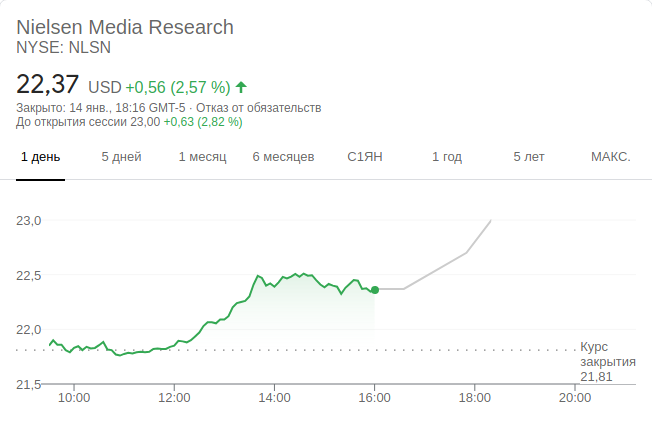 Nielsen Media Research
NYSE: NLSN
22,37 USD +0,56 (2,57 %)
Закрыто: 14 янв., 18:16 GMT-5 · Отказ от обязательств
До открытия сессии 23,00 +0,63 (2,82 %)
1 день 5 дней 1 месяц 6 месяцев С1ЯН 1 год 5 лет МАКС.
23,0
22,5
22,0
Курс
закрытия
21,81
21,5
10:00 12:00 14:00 16:00 18:00 20:00